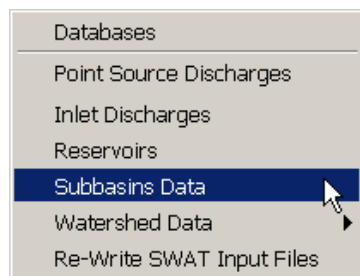 Databases
Point Source Discharges
Inlet Discharges
Reservoirs
Subbasins Data
Watershed Data
Re-Write SWAT Input Files